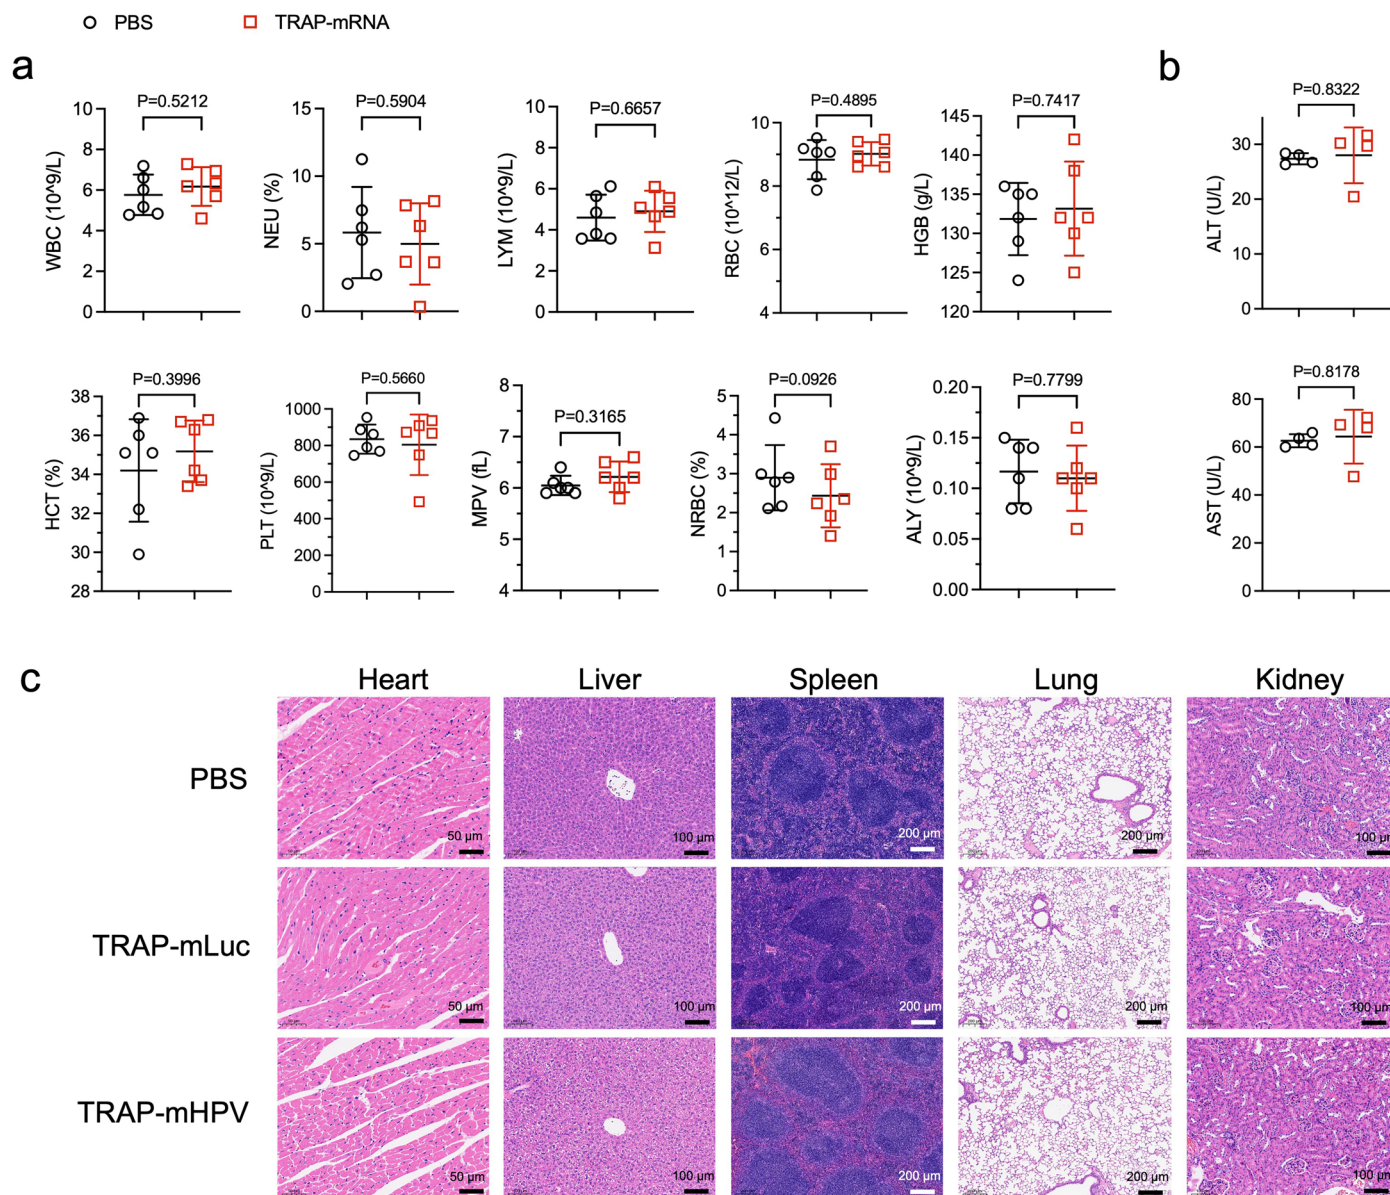 PBS TRAP-mRNA
a
b
P=0.5212
WBC (10^9/L)
10
8
6
4
2
0
P=0.5904
NEU (%)
15
10
5
0
P=0.6657
LYM (10^9/L)
10
8
6
4
2
0
P=0.4895
RBC (10^12/L)
10
8
6
4
P=0.7417
HGB (g/L)
145
140
135
130
125
120
P=0.8322
ALT (U/L)
30
20
10
0
P=0.3996
HCT (%)
38
36
34
32
30
28
P=0.5660
PLT (10^9/L)
1000
800
600
400
200
0
P=0.3165
MPV (fL)
8
7
6
5
4
P=0.0926
NRBC (%)
5
4
3
2
1
0
P=0.7799
ALY (10^9/L)
0.20
0.15
0.10
0.05
0.00
P=0.8178
AST (U/L)
80
60
40
20
0
c
Heart Liver Spleen Lung Kidney
PBS
50 µm 100 µm 200 µm 200 µm 100 µm
TRAP-mLuc
50 µm 100 µm 200 µm 200 µm 100 µm
TRAP-mHPV
50 µm 100 µm 200 µm 200 µm 100 µm